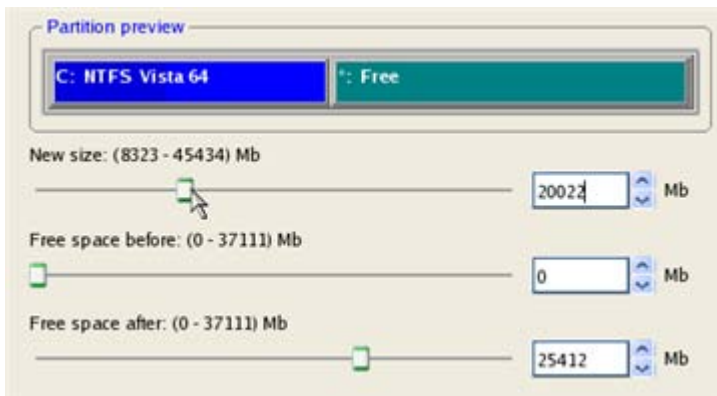 Partition preview
C: NTFS Vista 64 *: Free
New size: (8323 - 45434) Mb
20022 Mb
Free space before: (0 - 37111) Mb
0 Mb
Free space after: (0 - 37111) Mb
25412 Mb